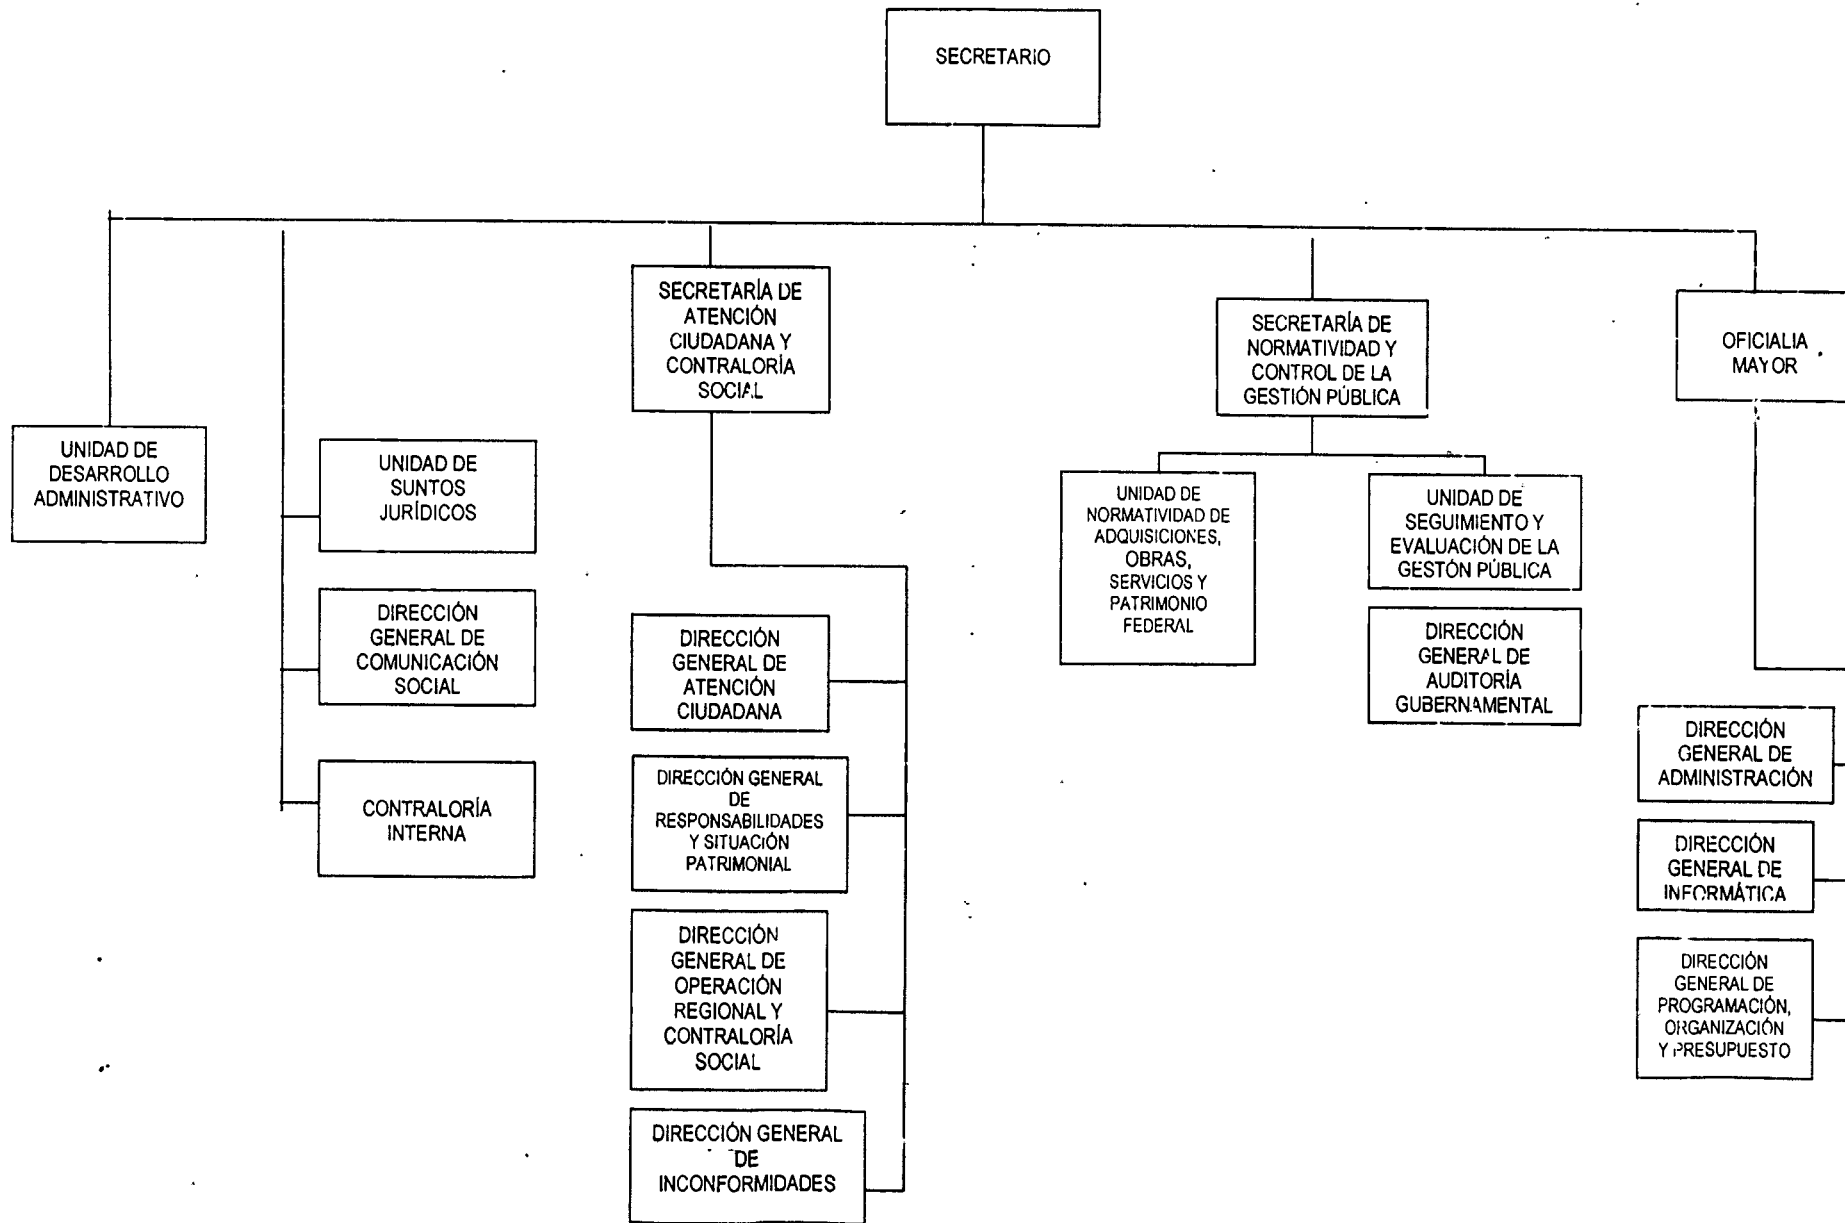 SECRETARIO
SECRETARÍA DE
ATENCIÓN
CIUDADANA Y
CONTRALORÍA
SOCIAL
SECRETARÍA DE
NORMATIVIDAD Y
CONTROL DE LA
GESTIÓN PÚBLICA
OFICIALIA
MAYOR
UNIDAD DE
DESARROLLO
ADMINISTRATIVO
UNIDAD DE
SUNTOS
JURÍDICOS
DIRECCIÓN
GENERAL DE
COMUNICACIÓN
SOCIAL
CONTRALORÍA
INTERNA
DIRECCIÓN
GENERAL DE
ATENCIÓN
CIUDADANA
DIRECCIÓN GENERAL
DE
RESPONSABILIDADES
Y SITUACIÓN
PATRIMONIAL
DIRECCIÓN
GENERAL DE
OPERACIÓN
REGIONAL Y
CONTRALORÍA
SOCIAL
DIRECCIÓN GENERAL
DE
INCONFORMIDADES
UNIDAD DE
NORMATIVIDAD DE
ADQUISICIONES,
OBRAS,
SERVICIOS Y
PATRIMONIO
FEDERAL
UNIDAD DE
SEGUIMIENTO Y
EVALUACIÓN DE LA
GESTÓN PÚBLICA
DIRECCIÓN
GENERAL DE
AUDITORÍA
GUBERNAMENTAL
DIRECCIÓN
GENERAL DE
ADMINISTRACIÓN
DIRECCIÓN
GENERAL DE
INFORMÁTICA
DIRECCIÓN
GENERAL DE
PROGRAMACIÓN,
ORGANIZACIÓN
Y PRESUPUESTO